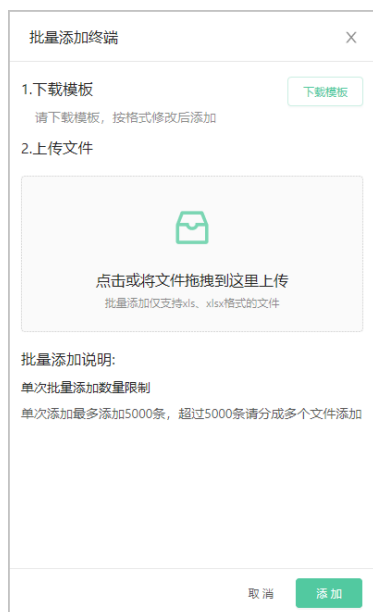 批量添加终端
1.下载模板
下载模板
请下载模板，按格式修改后添加
2.上传文件
点击或将文件拖拽到这里上传
批量添加仅支持xls、xlsx格式的文件
批量添加说明:
单次批量添加数量限制
单次添加最多添加5000条，超过5000条请分成多个文件添加
取消
添加